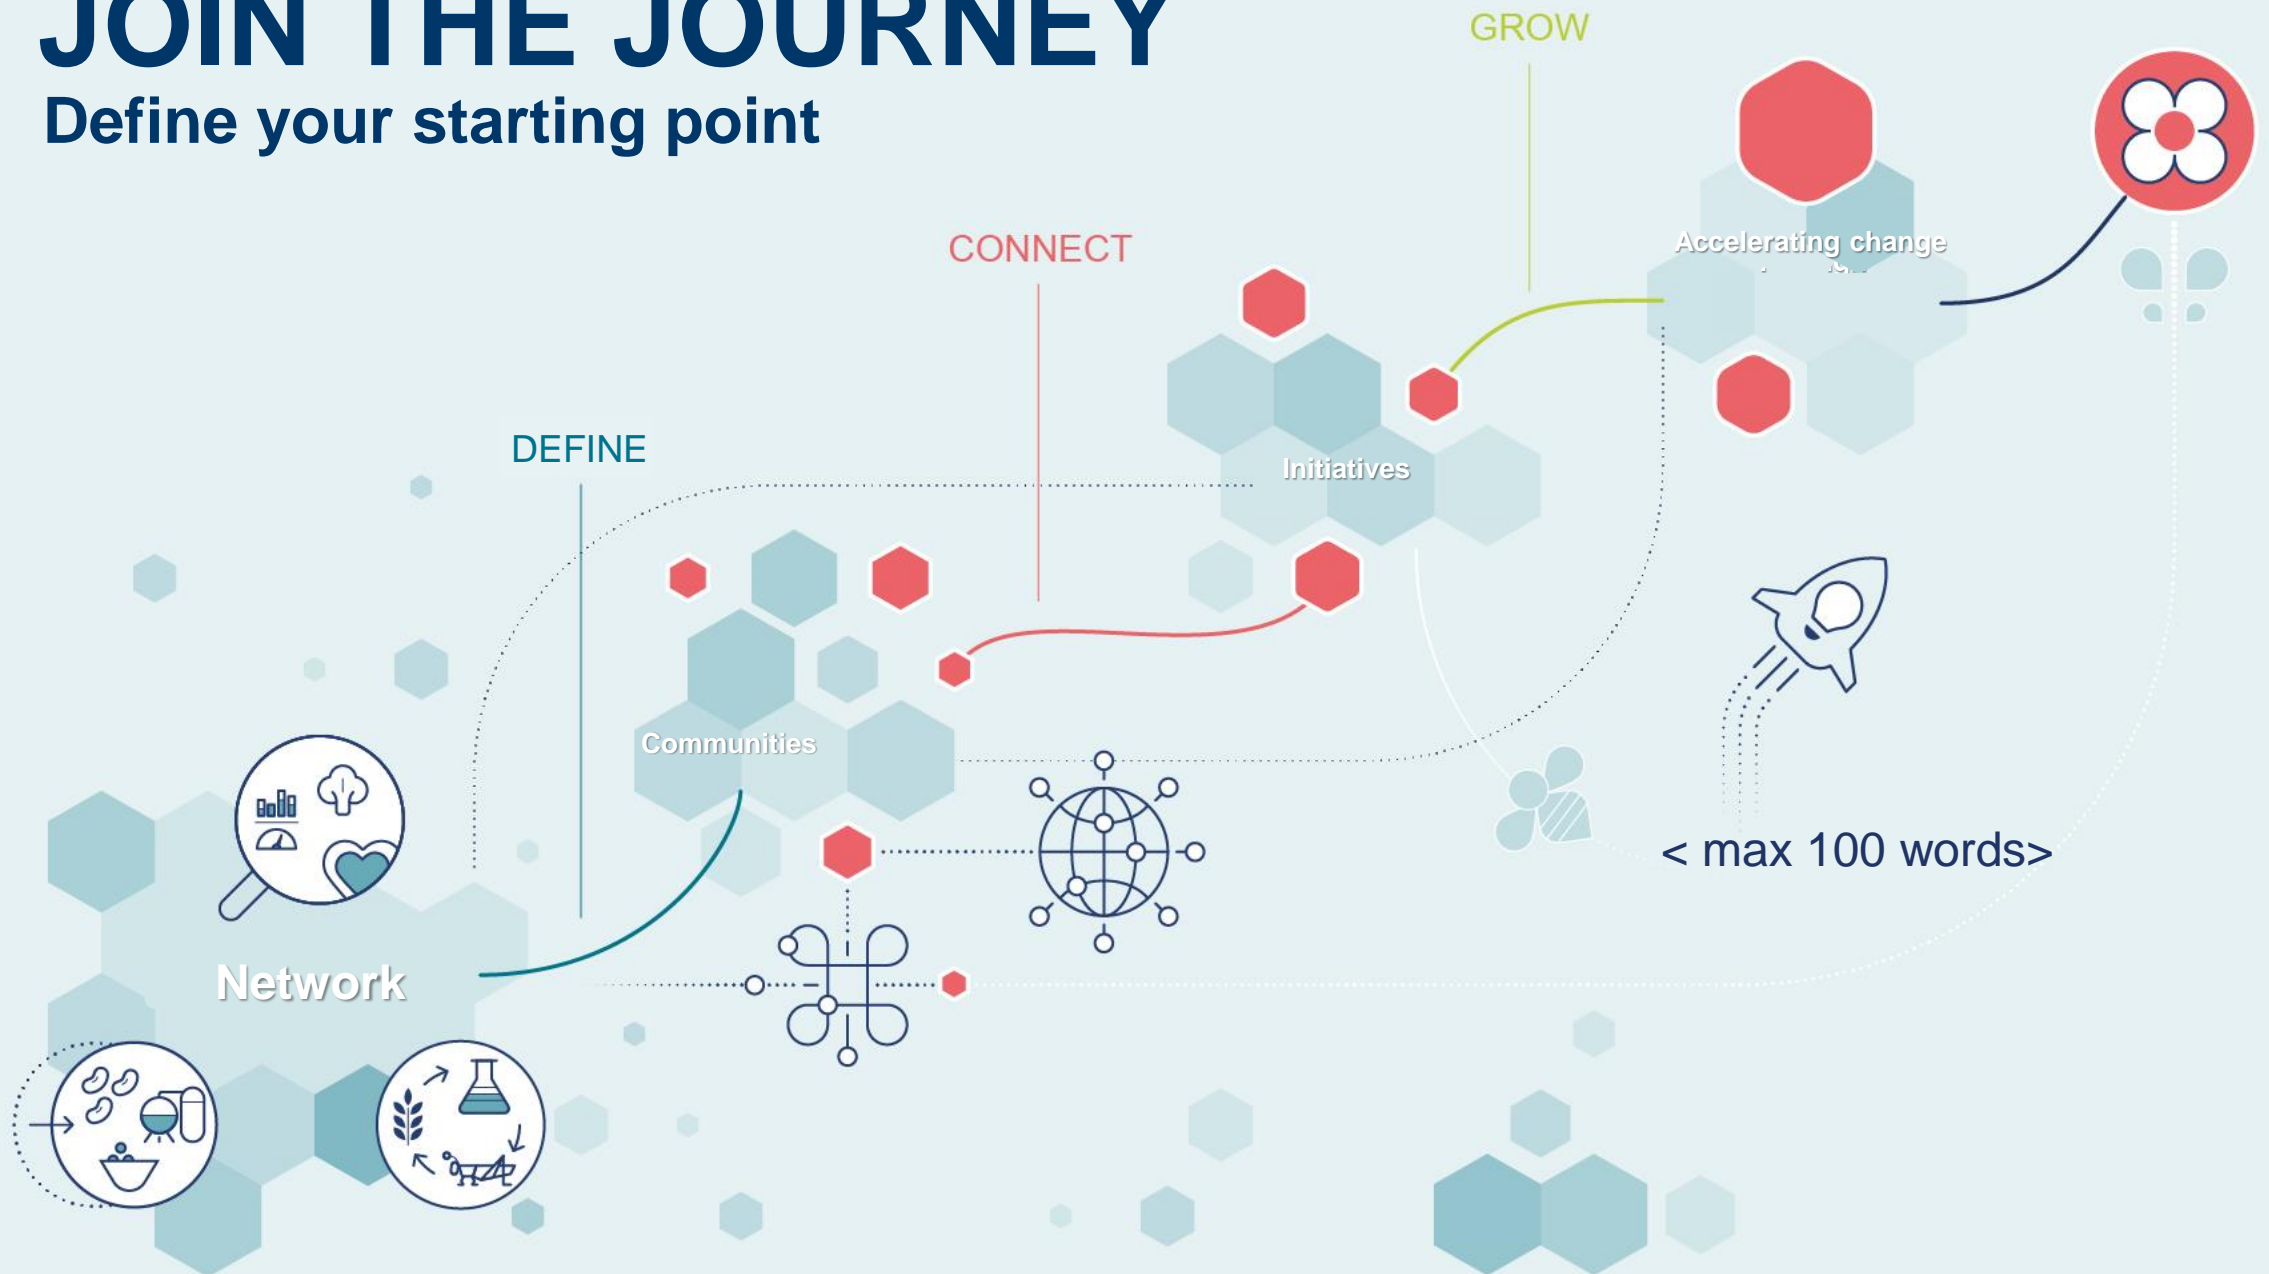 JOIN THE JOURNEY
Define your starting point
GROW
CONNECT
Accelerating change
DEFINE
Initiatives
Communities
< max 100 words>
Network